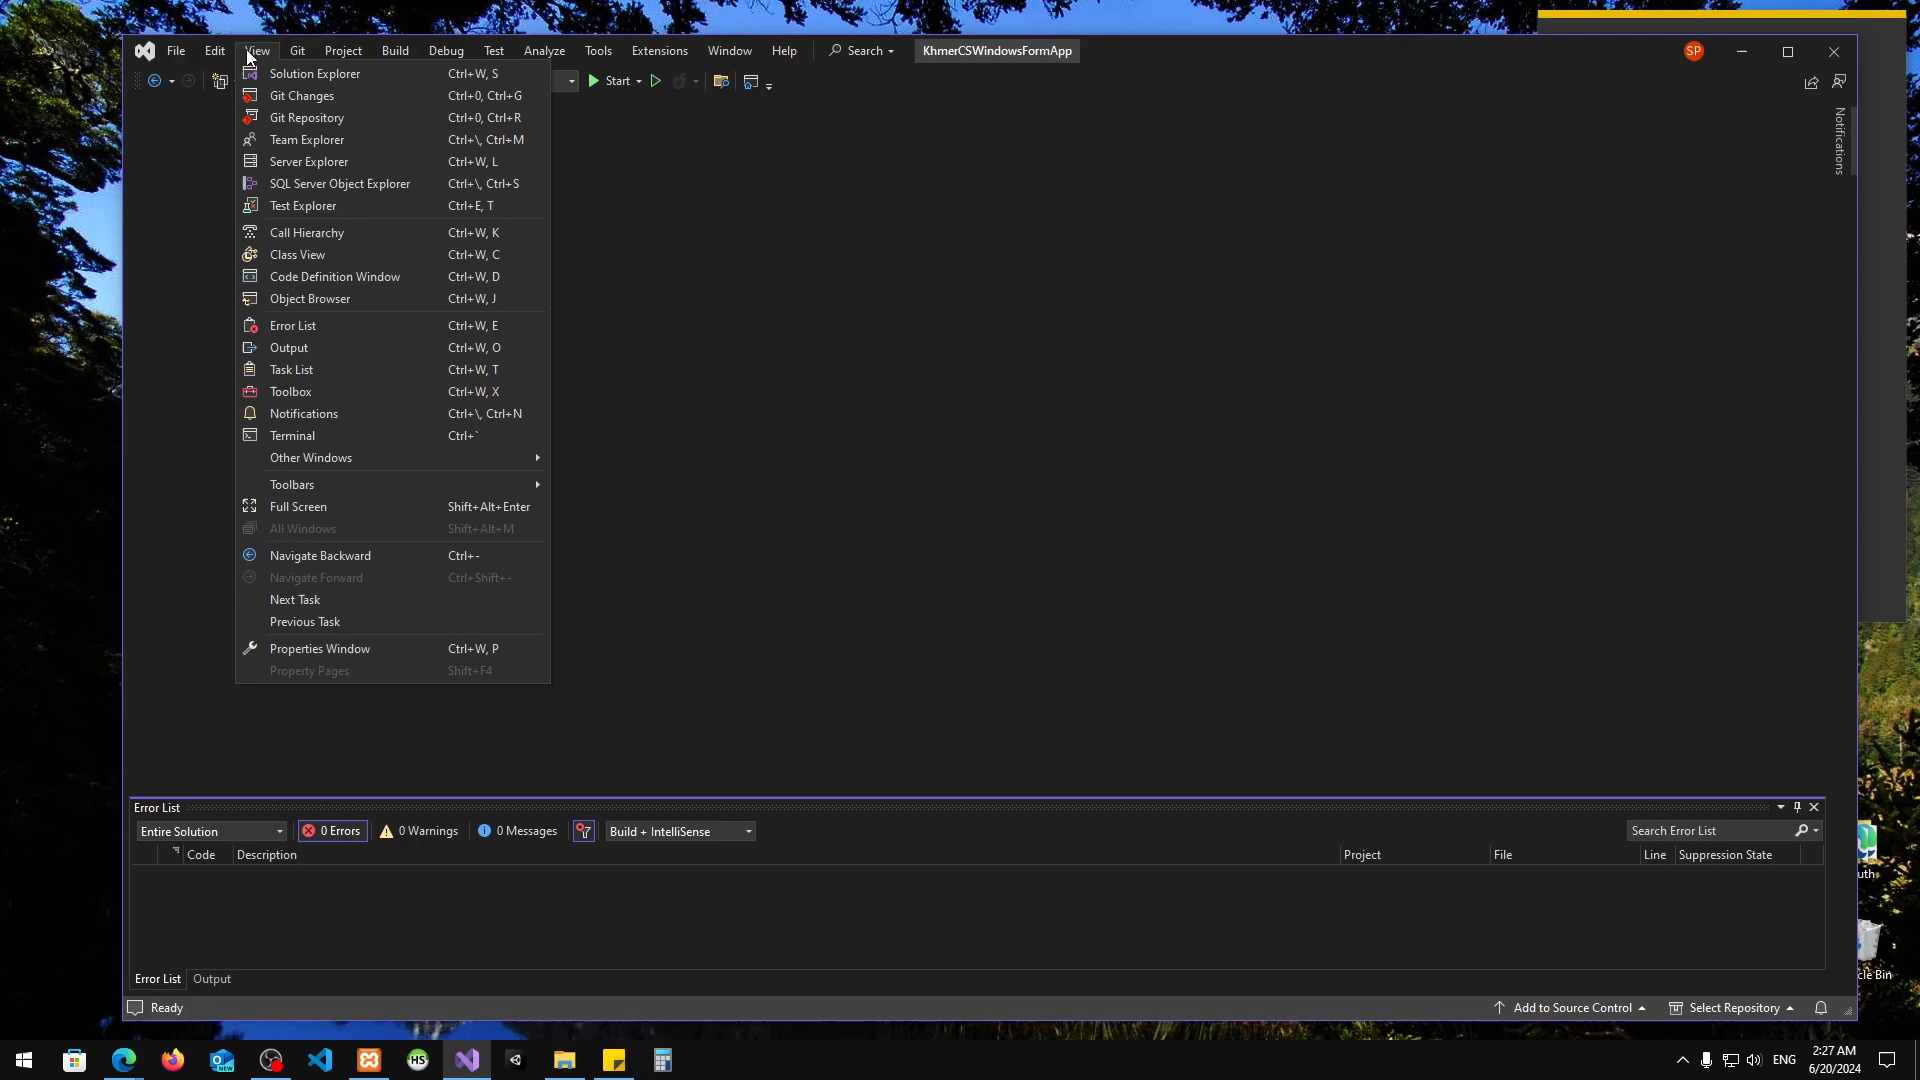 File Edit View Git Project Build Debug Test Analyze Tools Extensions Window Help Search KhmerCSWindowsFormApp SP
Start
Solution Explorer Ctrl+W, S
Git Changes Ctrl+0, Ctrl+G
Git Repository Ctrl+0, Ctrl+R
Team Explorer Ctrl+\, Ctrl+M
Server Explorer Ctrl+W, L
SQL Server Object Explorer Ctrl+\, Ctrl+S
Test Explorer Ctrl+E, T
Call Hierarchy Ctrl+W, K
Class View Ctrl+W, C
Code Definition Window Ctrl+W, D
Object Browser Ctrl+W, J
Error List Ctrl+W, E
Output Ctrl+W, O
Task List Ctrl+W, T
Toolbox Ctrl+W, X
Notifications Ctrl+\, Ctrl+N
Terminal Ctrl+`
Other Windows
Toolbars
Full Screen Shift+Alt+Enter
All Windows Shift+Alt+M
Navigate Backward Ctrl+-
Navigate Forward Ctrl+Shift+-
Next Task
Previous Task
Properties Window Ctrl+W, P
Property Pages Shift+F4
Notifications
Error List
Entire Solution 0 Errors 0 Warnings 0 Messages Build + IntelliSense Search Error List
Code Description Project File Line Suppression State
Error List Output
Ready Add to Source Control Select Repository
uth
cle Bin
NEW HS ENG
2:27 AM
6/20/2024